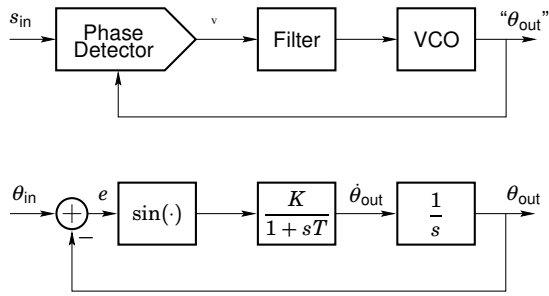 s_in
Phase
Detector
v
Filter
VCO
“θ_out”
θ_in
+
−
e
sin(·)
K
1 + sT
θ̇_out
1
s
θ_out